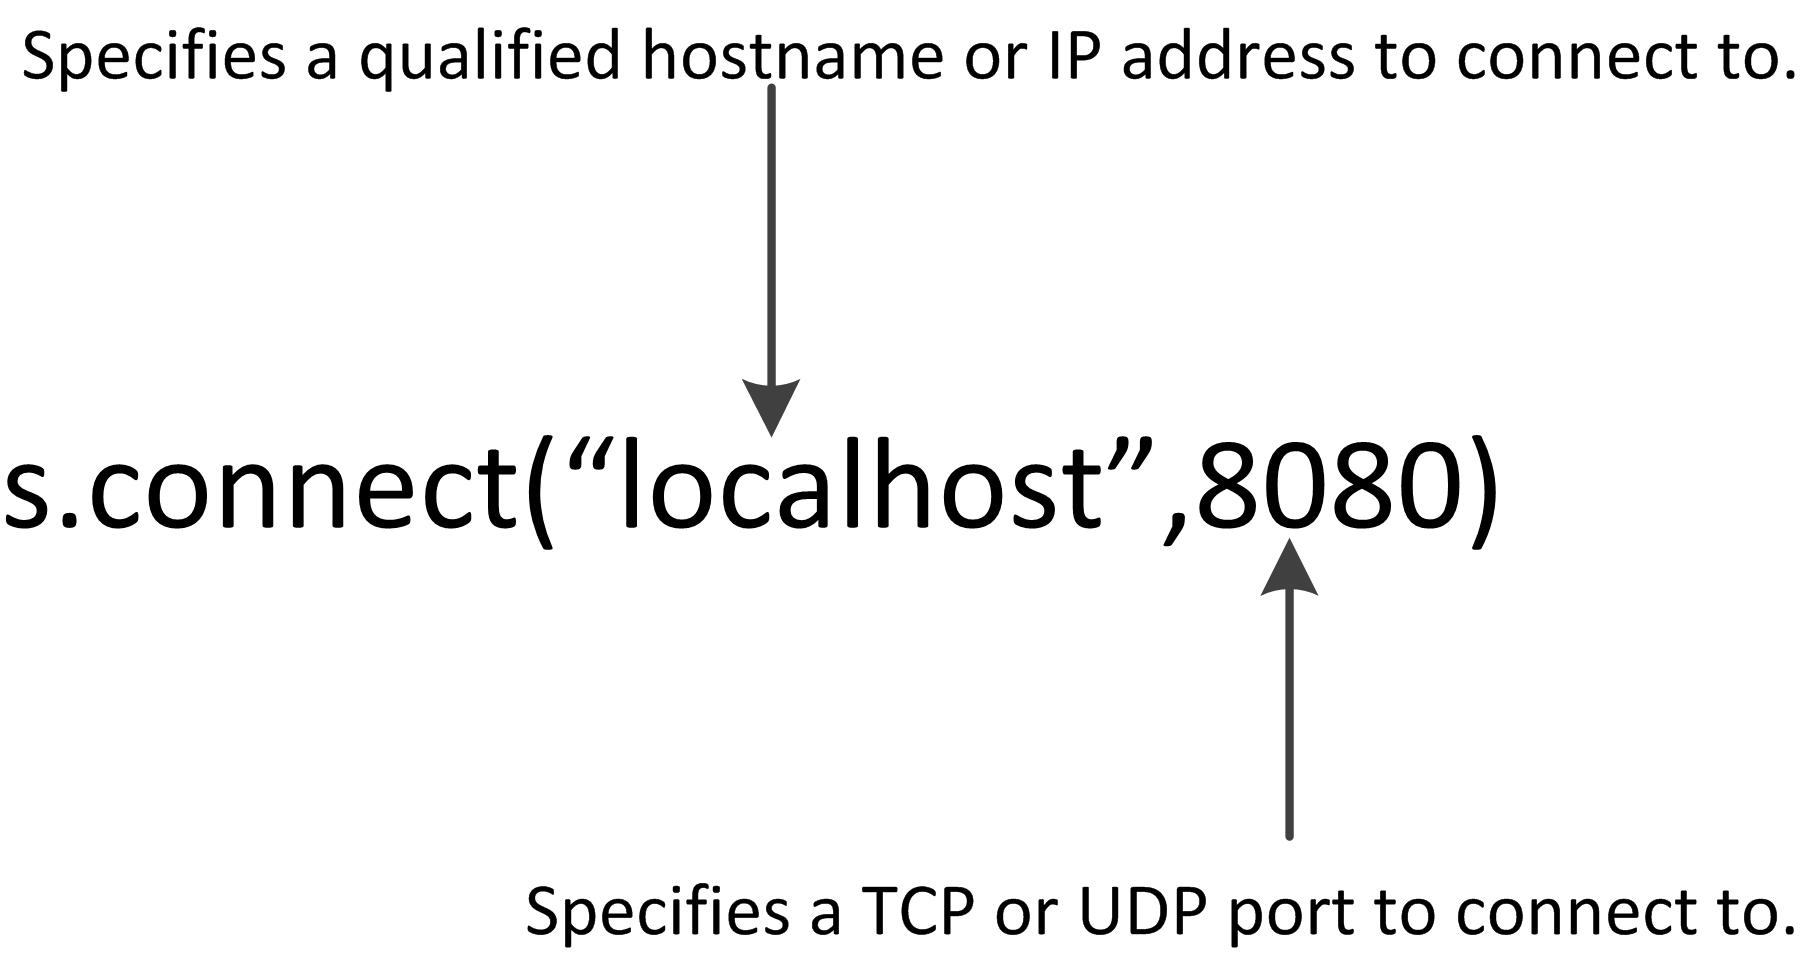 Specifies a qualified hostname or IP address to connect to.
s.connect(“localhost”,8080)
Specifies a TCP or UDP port to connect to.